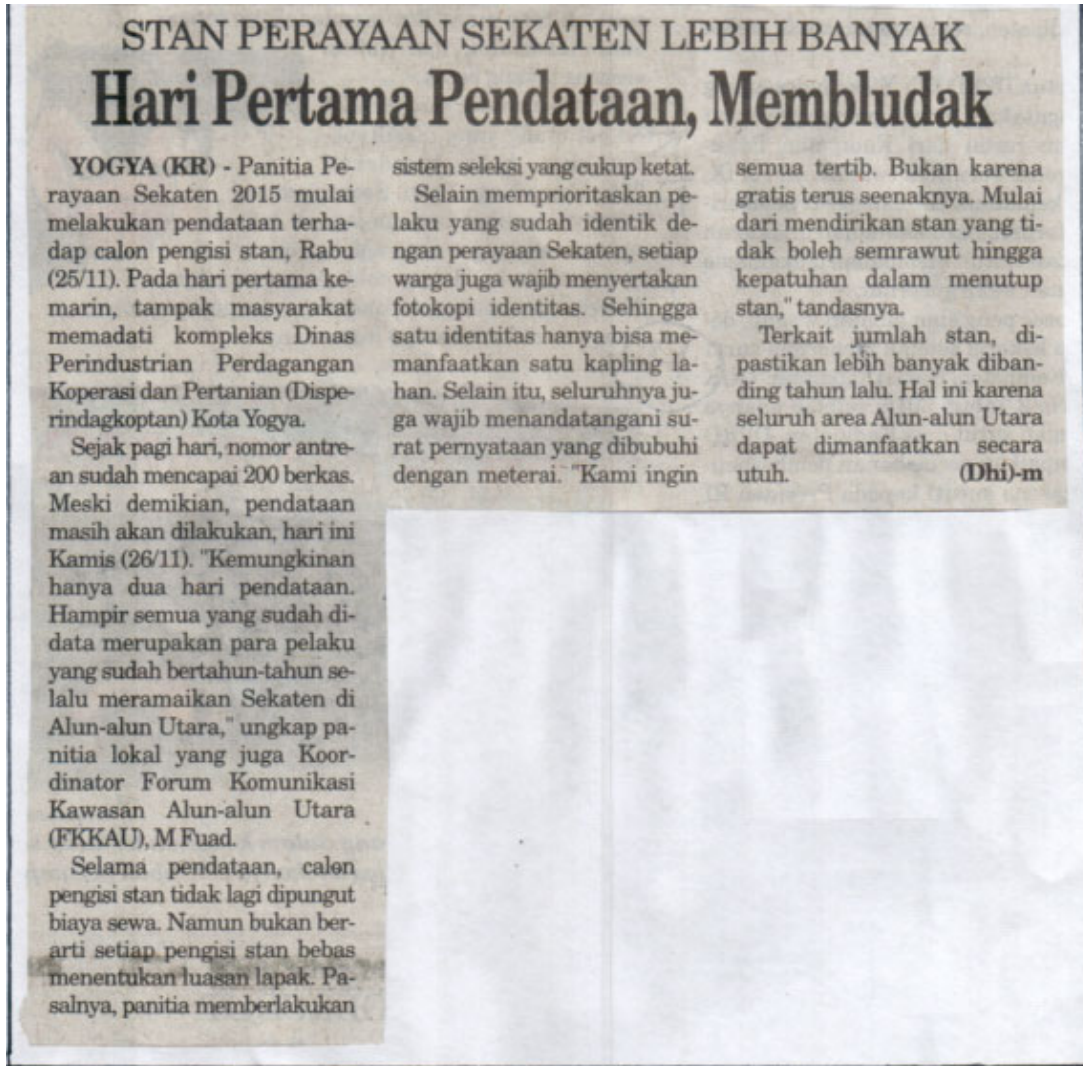 STAN PERAYAAN SEKATEN LEBIH BANYAK
Hari Pertama Pendataan, Membludak
YOGYA (KR) - Panitia Pe-
rayaan Sekaten 2015 mulai
melakukan pendataan terha-
dap calon pengisi stan, Rabu
(25/11). Pada hari pertama ke-
marin, tampak masyarakat
memadati kompleks Dinas
Perindustrian Perdagangan
Koperasi dan Pertanian (Dispe-
rindagkoptan) Kota Yogya.
Sejak pagi hari, nomor antre-
an sudah mencapai 200 berkas.
Meski demikian, pendataan
masih akan dilakukan, hari ini
Kamis (26/11). "Kemungkinan
hanya dua hari pendataan.
Hampir semua yang sudah di-
data merupakan para pelaku
yang sudah bertahun-tahun se-
lalu meramaikan Sekaten di
Alun-alun Utara," ungkap pa-
nitia lokal yang juga Koor-
dinator Forum Komunikasi
Kawasan Alun-alun Utara
(FKKAU), M Fuad.
Selama pendataan, calon
pengisi stan tidak lagi dipungut
biaya sewa. Namun bukan ber-
arti setiap pengisi stan bebas
menentukan luasan lapak. Pa-
salnya, panitia memberlakukan
sistem seleksi yang cukup ketat.
Selain memprioritaskan pe-
laku yang sudah identik de-
ngan perayaan Sekaten, setiap
warga juga wajib menyertakan
fotokopi identitas. Sehingga
satu identitas hanya bisa me-
manfaatkan satu kapling la-
han. Selain itu, seluruhnya ju-
ga wajib menandatangani su-
rat pernyataan yang dibubuhi
dengan meterai. "Kami ingin
semua tertib. Bukan karena
gratis terus seenaknya. Mulai
dari mendirikan stan yang ti-
dak boleh semrawut hingga
kepatuhan dalam menutup
stan," tandasnya.
Terkait jumlah stan, di-
pastikan lebih banyak diban-
ding tahun lalu. Hal ini karena
seluruh area Alun-alun Utara
dapat dimanfaatkan secara
utuh. (Dhi)-m